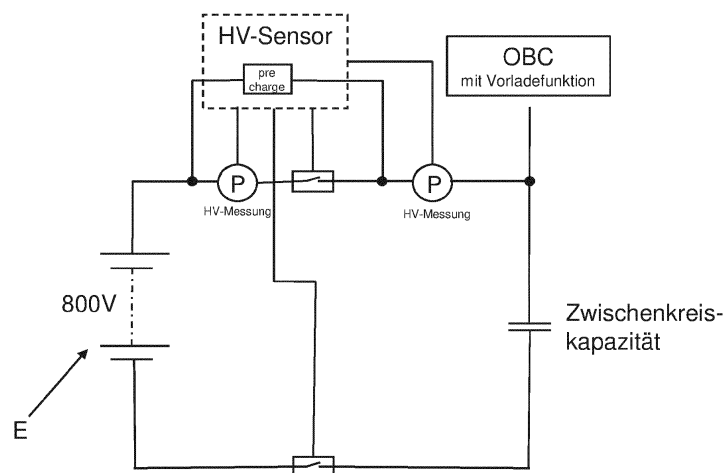 HV-Sensor
pre
charge
OBC
mit Vorladefunktion
P
P
HV-Messung
HV-Messung
800V
Zwischenkreis-
kapazität
E